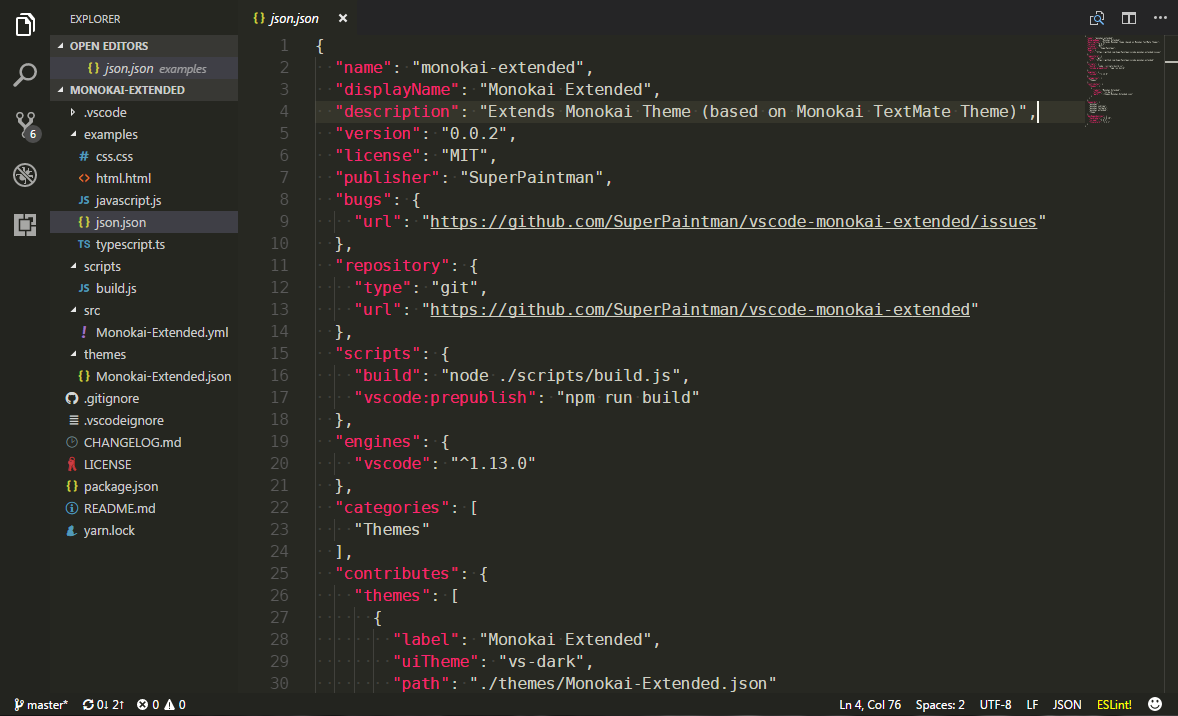 EXPLORER
OPEN EDITORS
{} json.json examples
MONOKAI-EXTENDED
.vscode
examples
# css.css
<> html.html
JS javascript.js
{} json.json
TS typescript.ts
scripts
JS build.js
src
! Monokai-Extended.yml
themes
{} Monokai-Extended.json
.gitignore
.vscodeignore
CHANGELOG.md
LICENSE
{} package.json
README.md
yarn.lock
6
{} json.json ×
1 {
2 "name": "monokai-extended",
3 "displayName": "Monokai Extended",
4 "description": "Extends Monokai Theme (based on Monokai TextMate Theme)",
5 "version": "0.0.2",
6 "license": "MIT",
7 "publisher": "SuperPaintman",
8 "bugs": {
9 "url": "https://github.com/SuperPaintman/vscode-monokai-extended/issues"
10 },
11 "repository": {
12 "type": "git",
13 "url": "https://github.com/SuperPaintman/vscode-monokai-extended"
14 },
15 "scripts": {
16 "build": "node ./scripts/build.js",
17 "vscode:prepublish": "npm run build"
18 },
19 "engines": {
20 "vscode": "^1.13.0"
21 },
22 "categories": [
23 "Themes"
24 ],
25 "contributes": {
26 "themes": [
27 {
28 "label": "Monokai Extended",
29 "uiTheme": "vs-dark",
30 "path": "./themes/Monokai-Extended.json"
master* 0↓ 2↑ 0 0 Ln 4, Col 76 Spaces: 2 UTF-8 LF JSON ESLint!